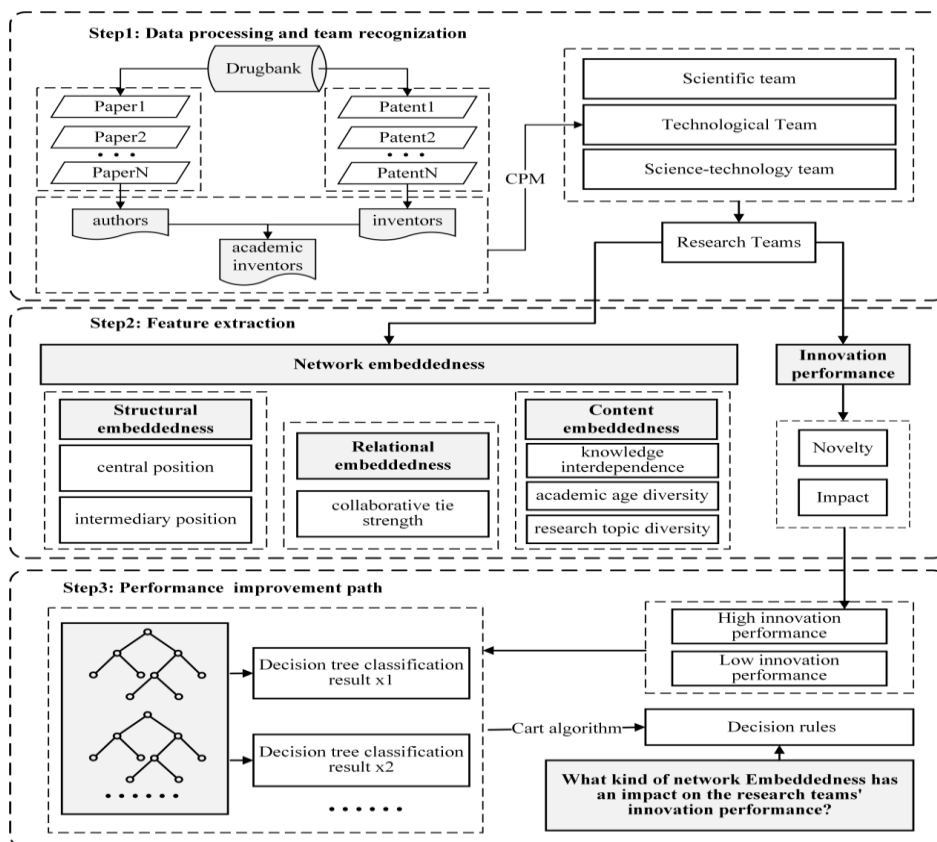 Step1: Data processing and team recognization
Drugbank
Paper1
Paper2
• • •
PaperN
Patent1
Patent2
• • •
PatentN
authors
inventors
academic
inventors
CPM
Scientific team
Technological Team
Science-technology team
Research Teams
Step2: Feature extraction
Network embeddedness
Innovation
performance
Structural
embeddedness
central position
intermediary position
Relational
embeddedness
collaborative tie
strength
Content
embeddedness
knowledge
interdependence
academic age diversity
research topic diversity
Novelty
Impact
Step3: Performance improvement path
Decision tree classification
result x1
Decision tree classification
result x2
• • • • • •
• • • • • •
High innovation
performance
Low innovation
performance
Cart algorithm
Decision rules
What kind of network Embeddedness has
an impact on the research teams'
innovation performance?